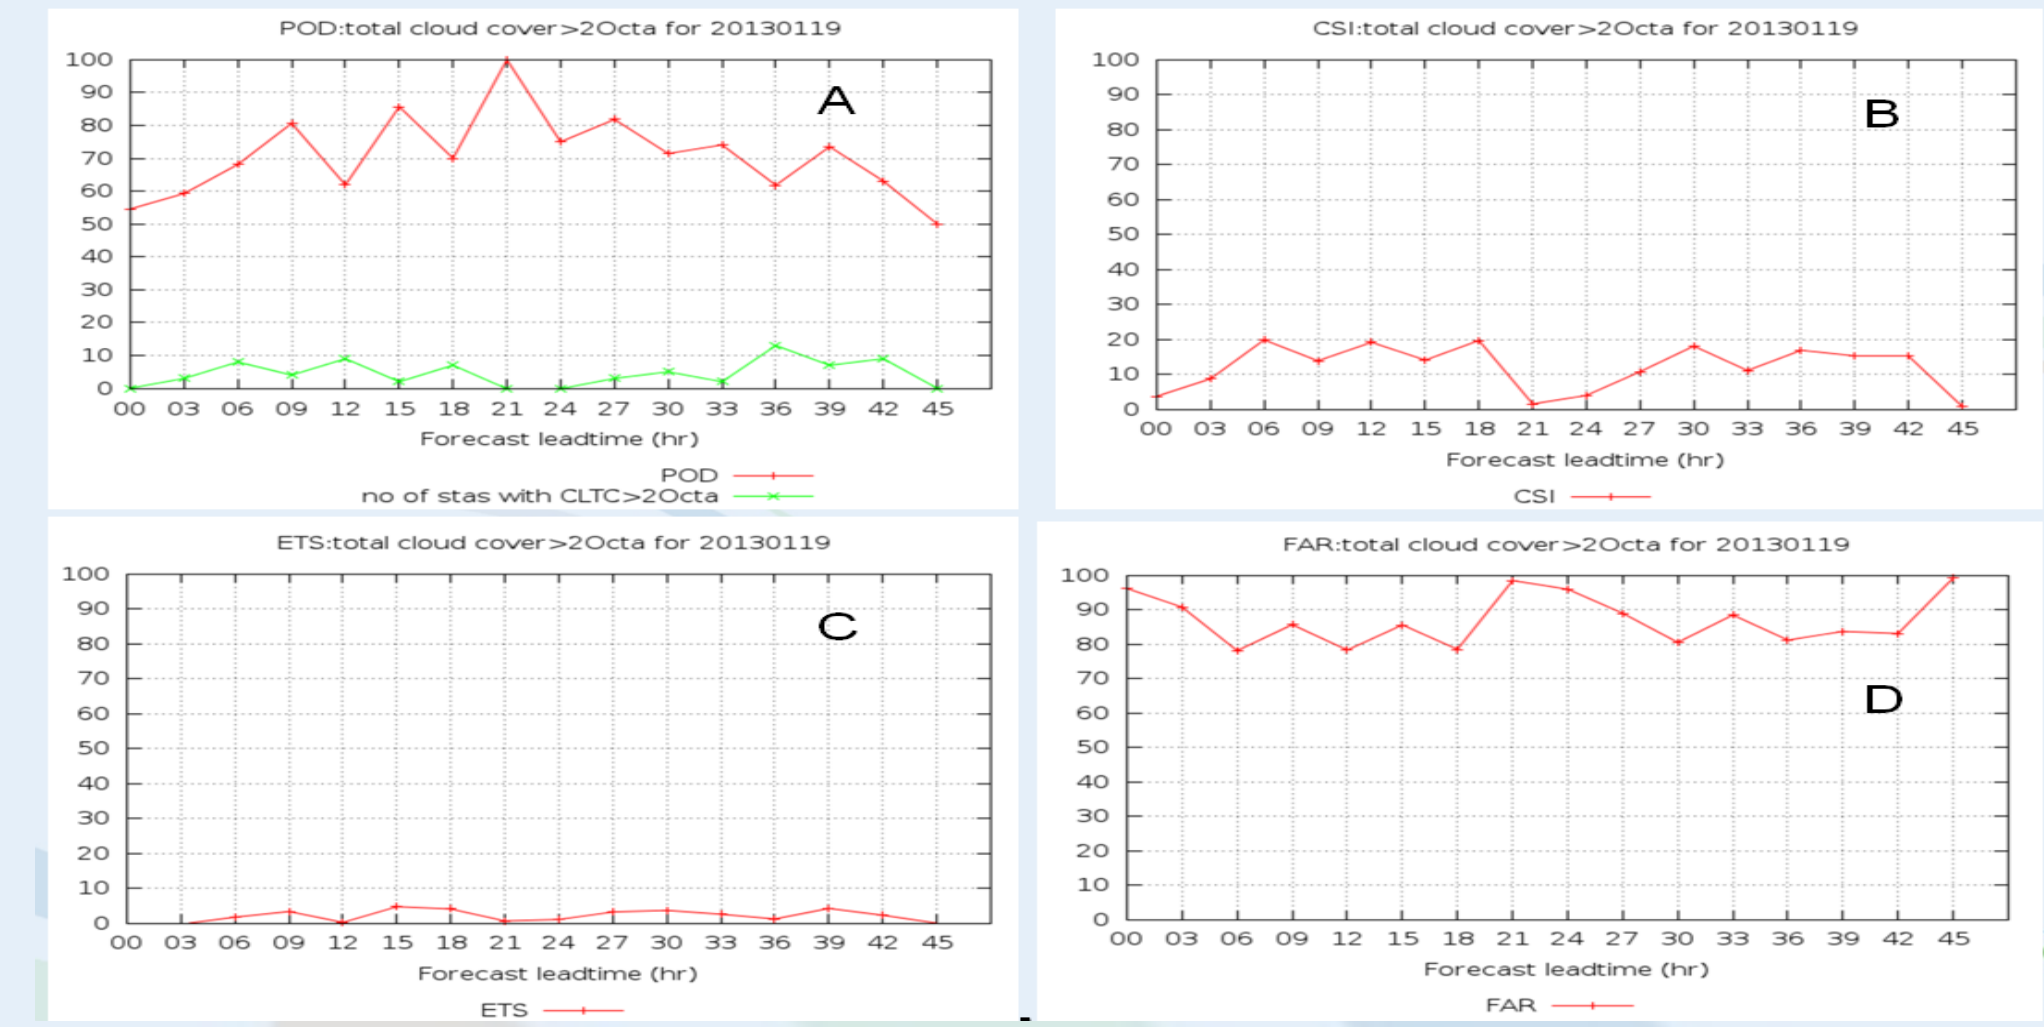 POD:total cloud cover>2Octa for 20130119
100
90
80
70
60
50
40
30
20
10
0
A
00 03 06 09 12 15 18 21 24 27 30 33 36 39 42 45
Forecast leadtime (hr)
POD
no of stas with CLTC>2Octa
CSI:total cloud cover>2Octa for 20130119
100
90
80
70
60
50
40
30
20
10
0
B
00 03 06 09 12 15 18 21 24 27 30 33 36 39 42 45
Forecast leadtime (hr)
CSI
ETS:total cloud cover>2Octa for 20130119
100
90
80
70
60
50
40
30
20
10
0
C
00 03 06 09 12 15 18 21 24 27 30 33 36 39 42 45
Forecast leadtime (hr)
ETS
FAR:total cloud cover>2Octa for 20130119
100
90
80
70
60
50
40
30
20
10
0
D
00 03 06 09 12 15 18 21 24 27 30 33 36 39 42 45
Forecast leadtime (hr)
FAR